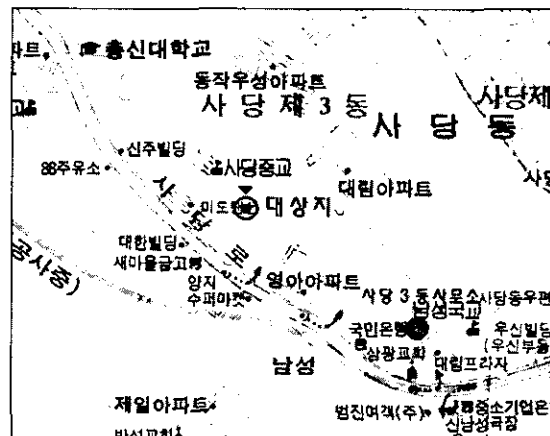 총신대학교
동작우성아파트
사당제3동
사당제
사당동
신주빌딩
88주유소
사당중교
대림아파트
대상지
사당로
대한빌딩
새마을금고
공사중)
양지
수퍼마켓
영아아파트
사당3동사무소
사당동우편
남성국교
국민은행
우신빌딩
삼광교회
대림프라자
남성
제일아파트
범진여객(주)
중소기업은
신남성극장